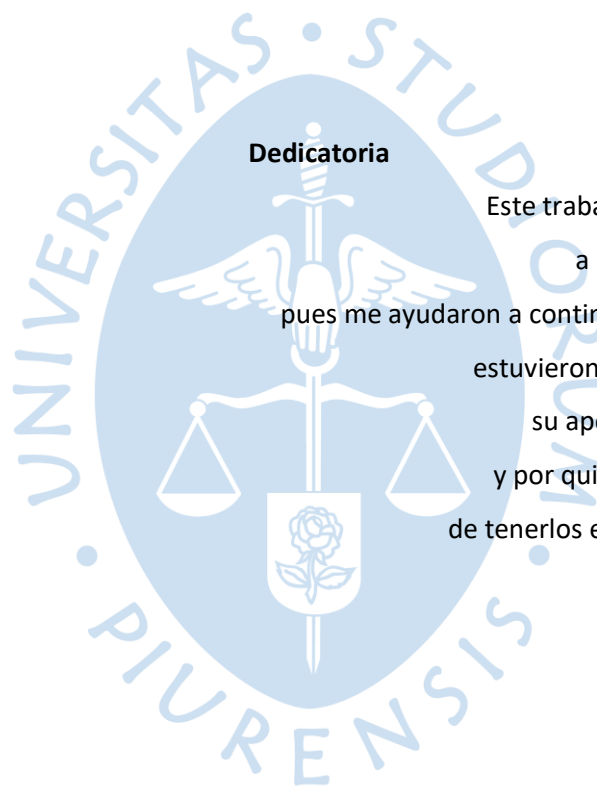 UNIVERSITAS • STUDIORUM • PIURENSIS •
Dedicatoria
Este traba
a
pues me ayudaron a contin
estuvieron
su apo
y por qui
de tenerlos e